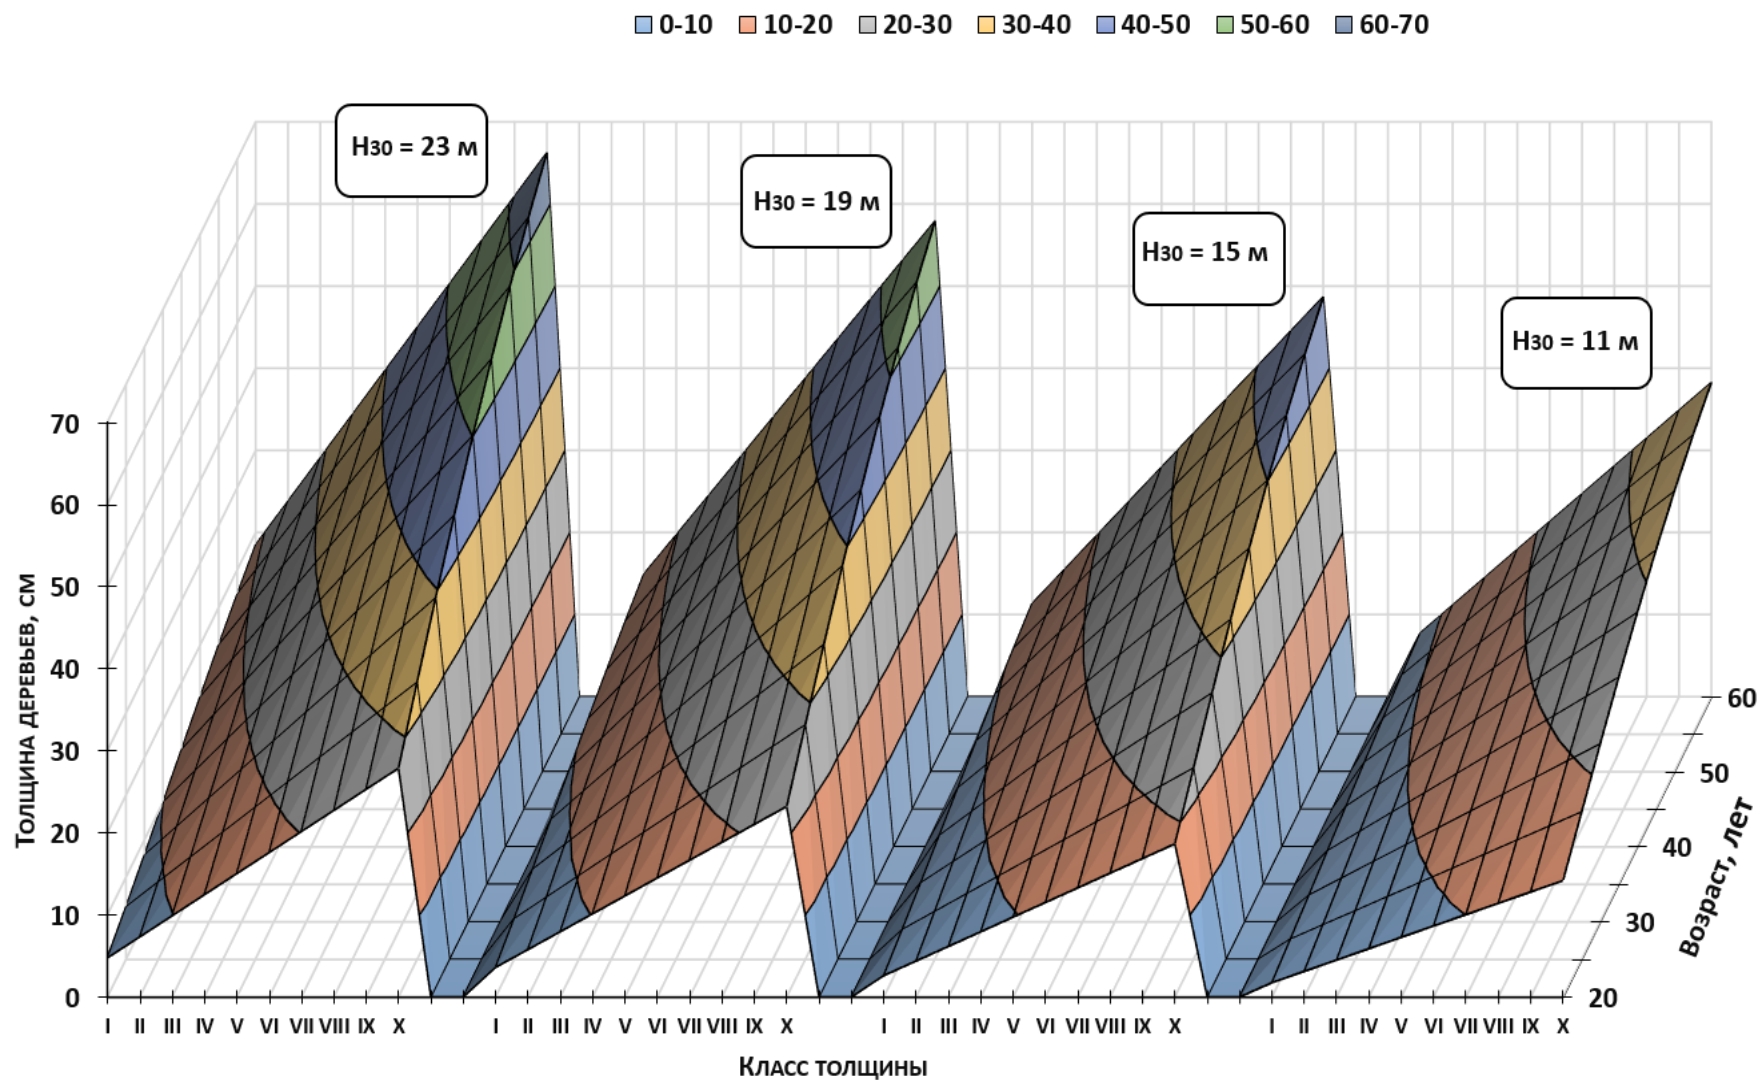 0-10 10-20 20-30 30-40 40-50 50-60 60-70
H30 = 23 м
H30 = 19 м
H30 = 15 м
H30 = 11 м
Толщина деревьев, см
70
60
50
40
30
20
10
0
60
50
40
30
20
Возраст, лет
I II III IV V VI VII VIII IX X I II III IV V VI VII VIII IX X I II III IV V VI VII VIII IX X I II III IV V VI VII VIII IX X
Класс толщины